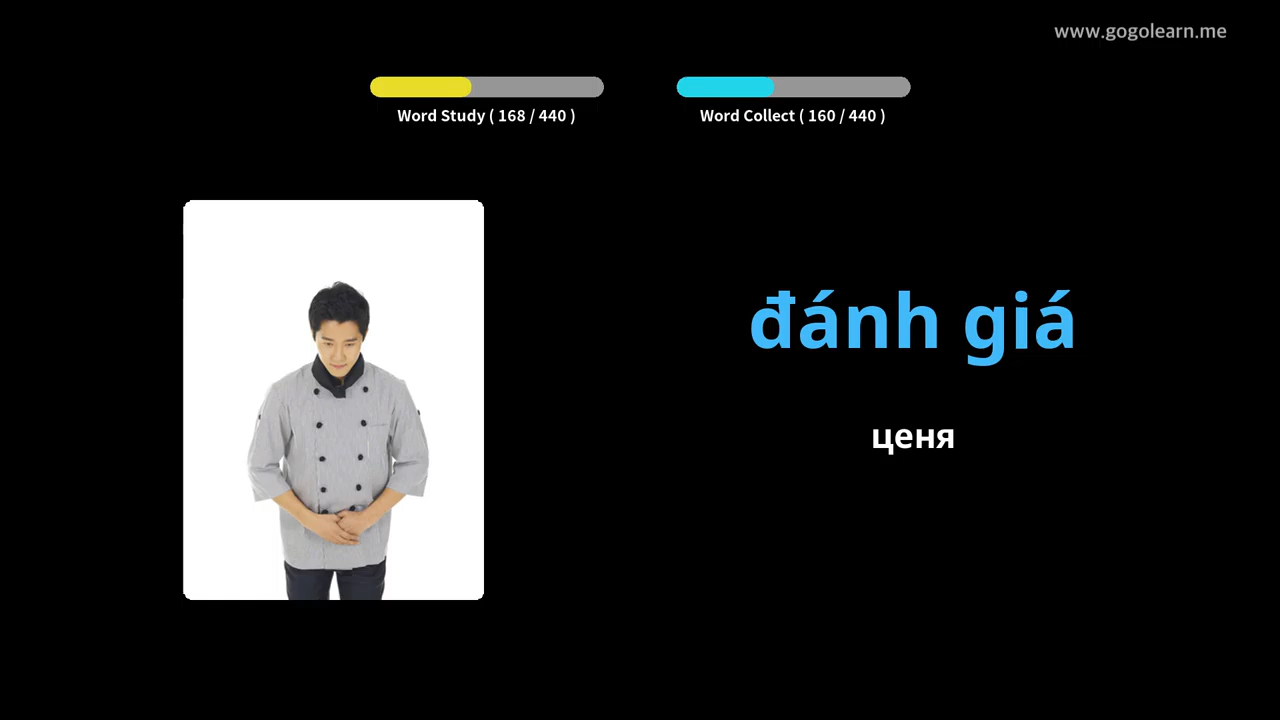 www.gogolearn.me
Word Study ( 168 / 440 )
Word Collect ( 160 / 440 )
đánh giá
ценя